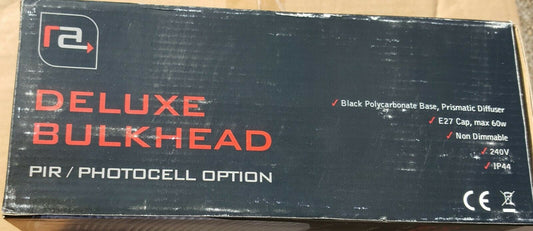 DELUXE
BULKHEAD
PIR / PHOTOCELL OPTION
✓ Black Polycarbonate Base, Prismatic Diffuser
✓ E27 Cap, max 60w
✓ Non Dimmable
✓ 240V
✓ IP44
CE